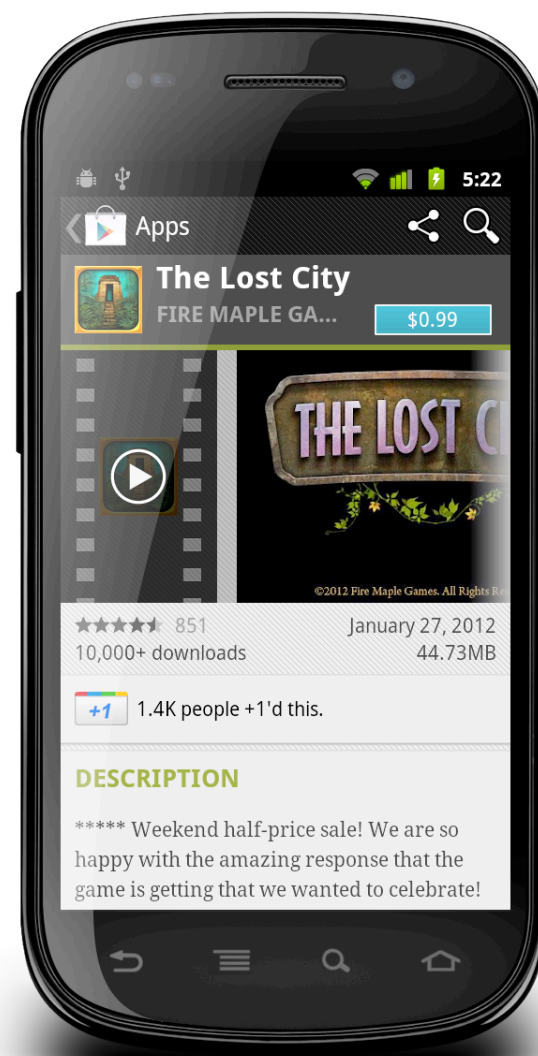 5:22
Apps
The Lost City
FIRE MAPLE GA...
$0.99
THE LOST CI
©2012 Fire Maple Games. All Rights Re
851
January 27, 2012
10,000+ downloads
44.73MB
+1
1.4K people +1'd this.
DESCRIPTION
***** Weekend half-price sale! We are so
happy with the amazing response that the
game is getting that we wanted to celebrate!